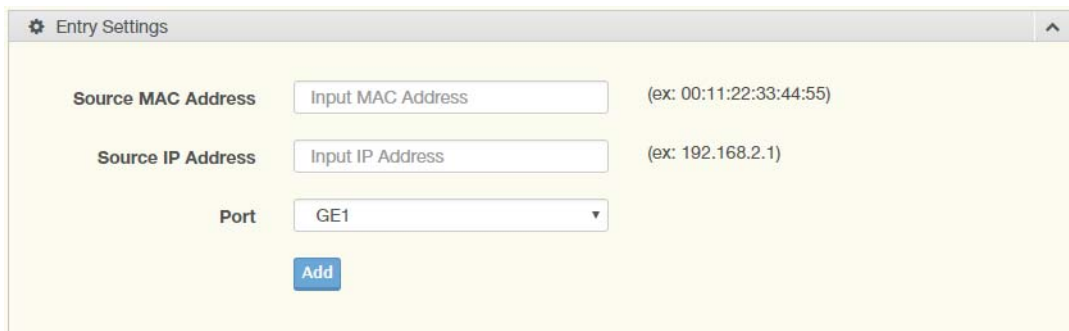 Entry Settings
Source MAC Address Input MAC Address (ex: 00:11:22:33:44:55)
Source IP Address Input IP Address (ex: 192.168.2.1)
Port GE1
Add